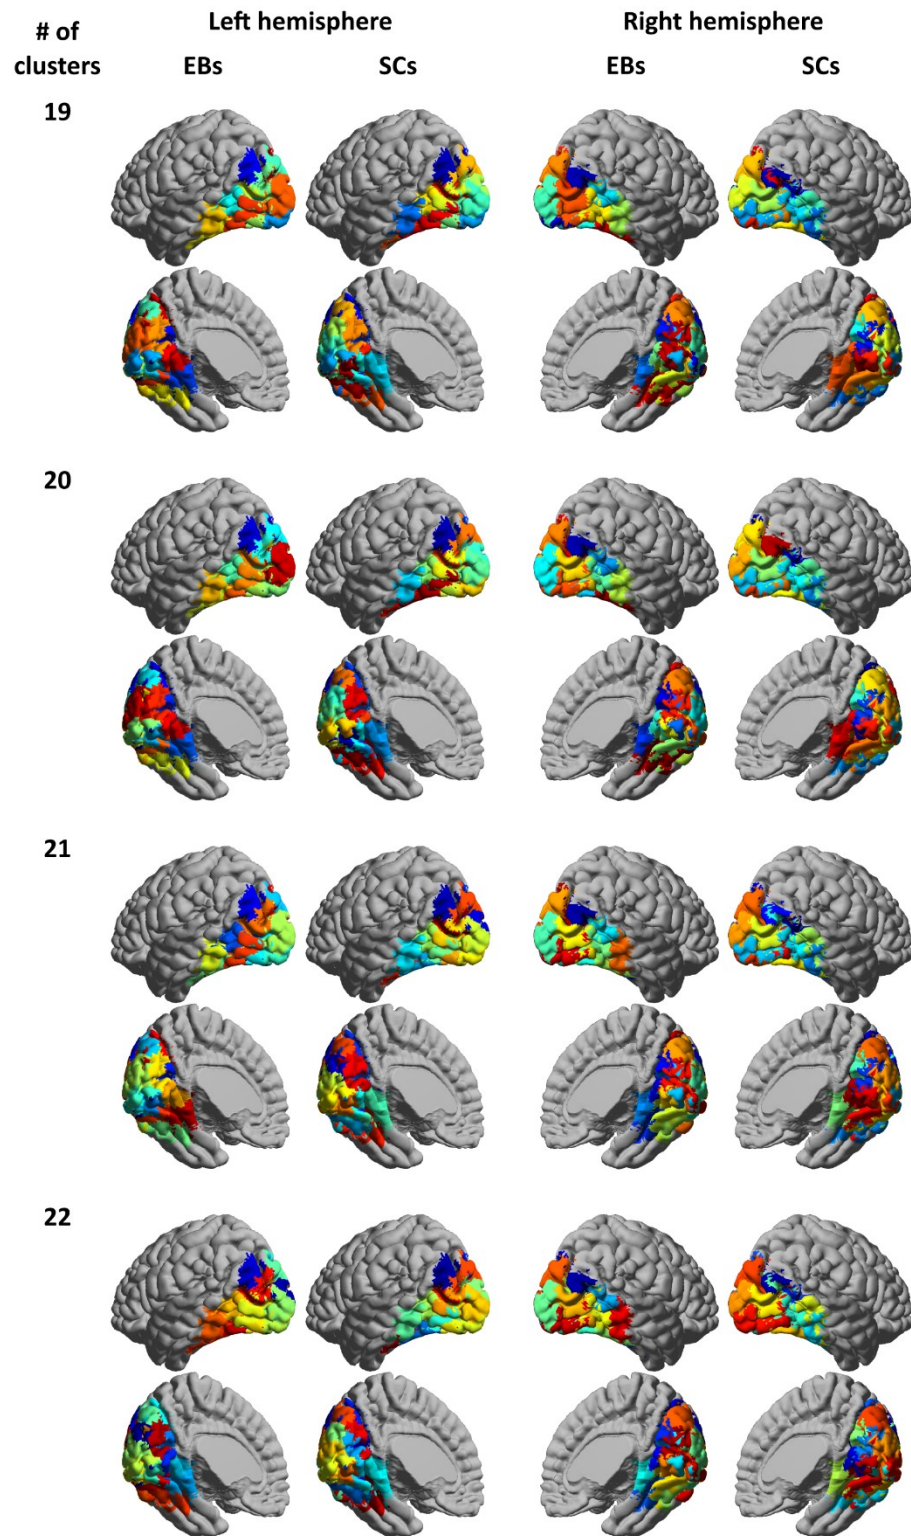 # of clusters
Left hemisphere
Right hemisphere
EBs
SCs
EBs
SCs
19
20
21
22